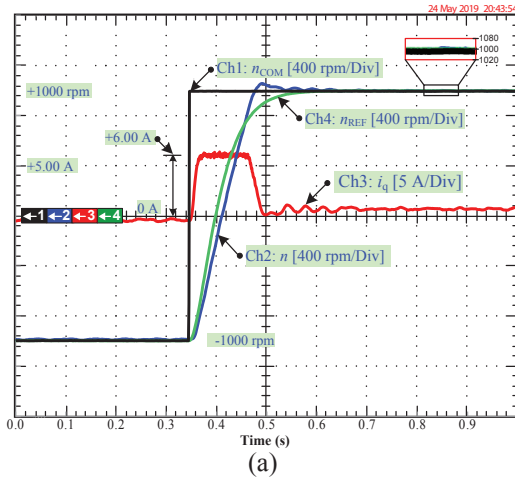 24 May 2019 20:43:54
1080
1000
1020
Ch1: nCOM [400 rpm/Div]
+1000 rpm
Ch4: nREF [400 rpm/Div]
+6.00 A
+5.00 A
Ch3: iq [5 A/Div]
0 A
1 2 3 4
Ch2: n [400 rpm/Div]
-1000 rpm
0.0 0.1 0.2 0.3 0.4 0.5 0.6 0.7 0.8 0.9
Time (s)
(a)